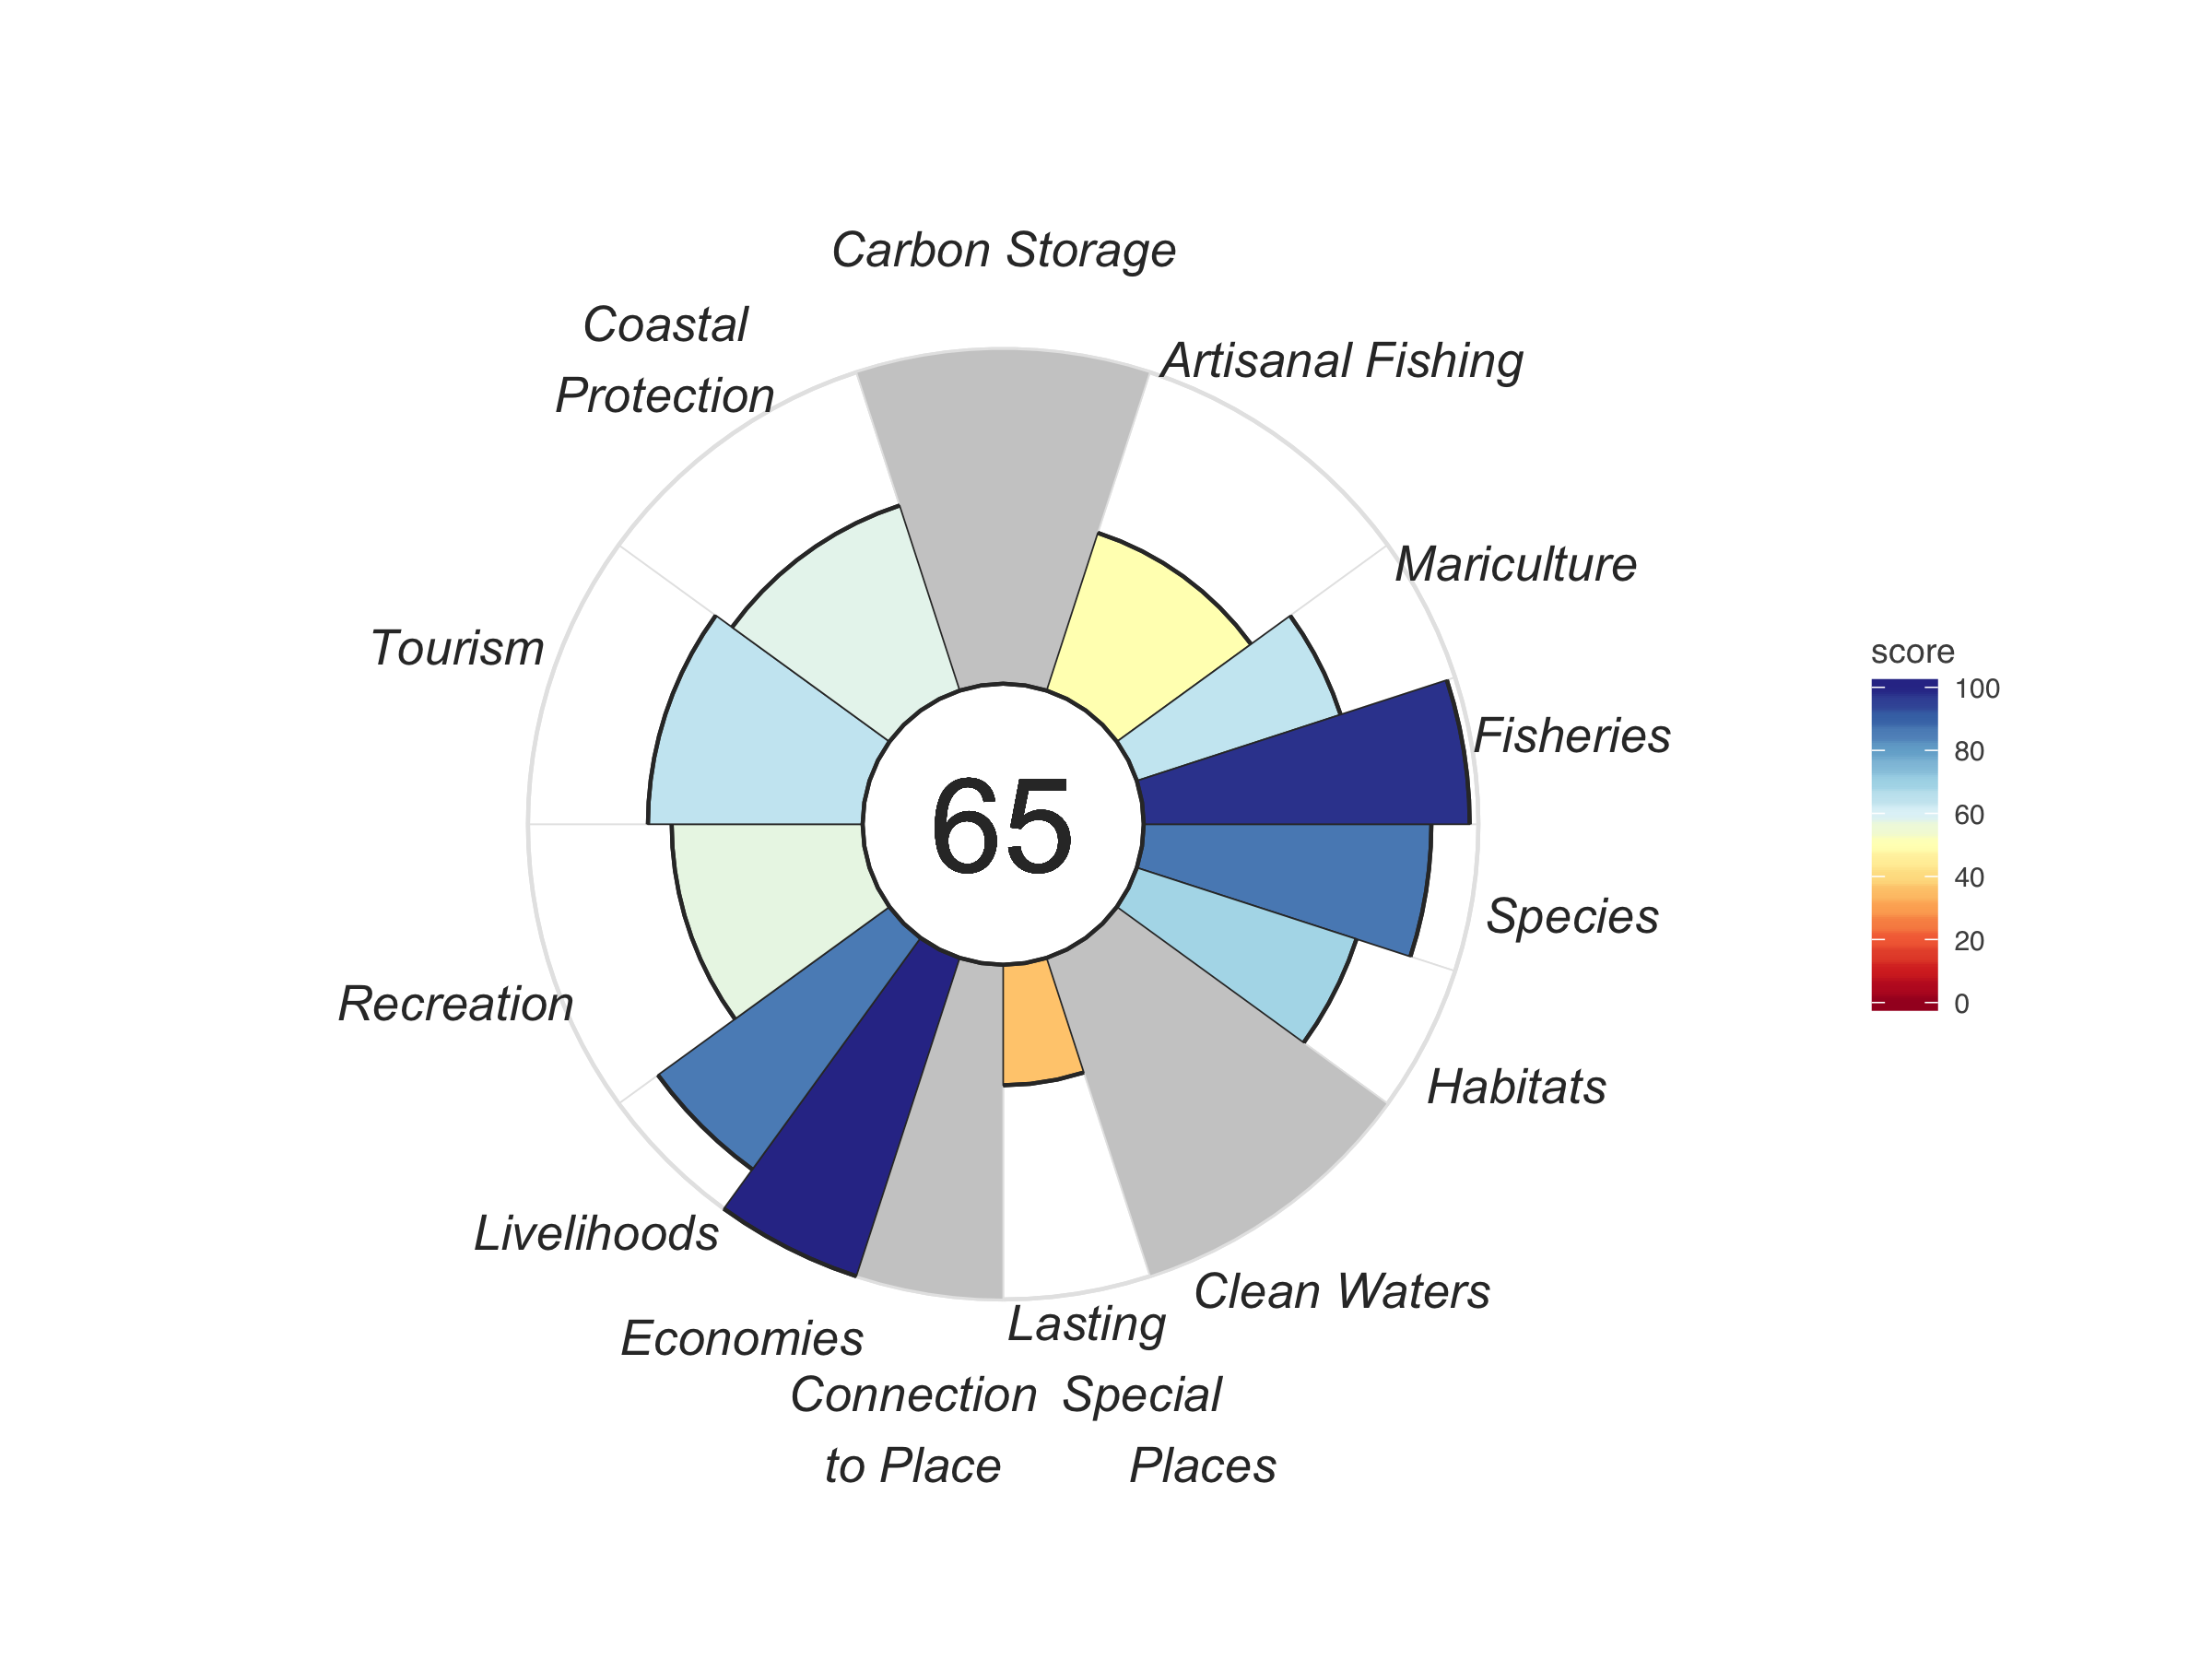 Carbon Storage
Coastal
Protection
Artisanal Fishing
Mariculture
Tourism
Fisheries
65
Species
Recreation
Habitats
Livelihoods
Clean Waters
Economies
Lasting
Special
Places
Connection
to Place
score
100
80
60
40
20
0